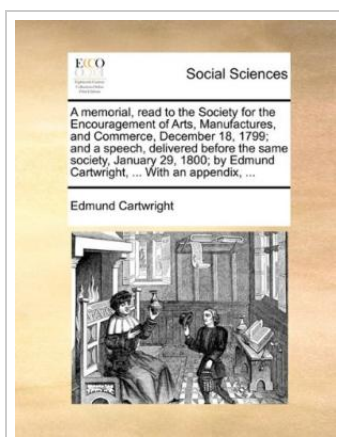 ECCO
Social Sciences
A memorial, read to the Society for the
Encouragement of Arts, Manufactures,
and Commerce, December 18, 1799;
and a speech, delivered before the same
society, January 29, 1800; by Edmund
Cartwright, ... With an appendix, ...
Edmund Cartwright